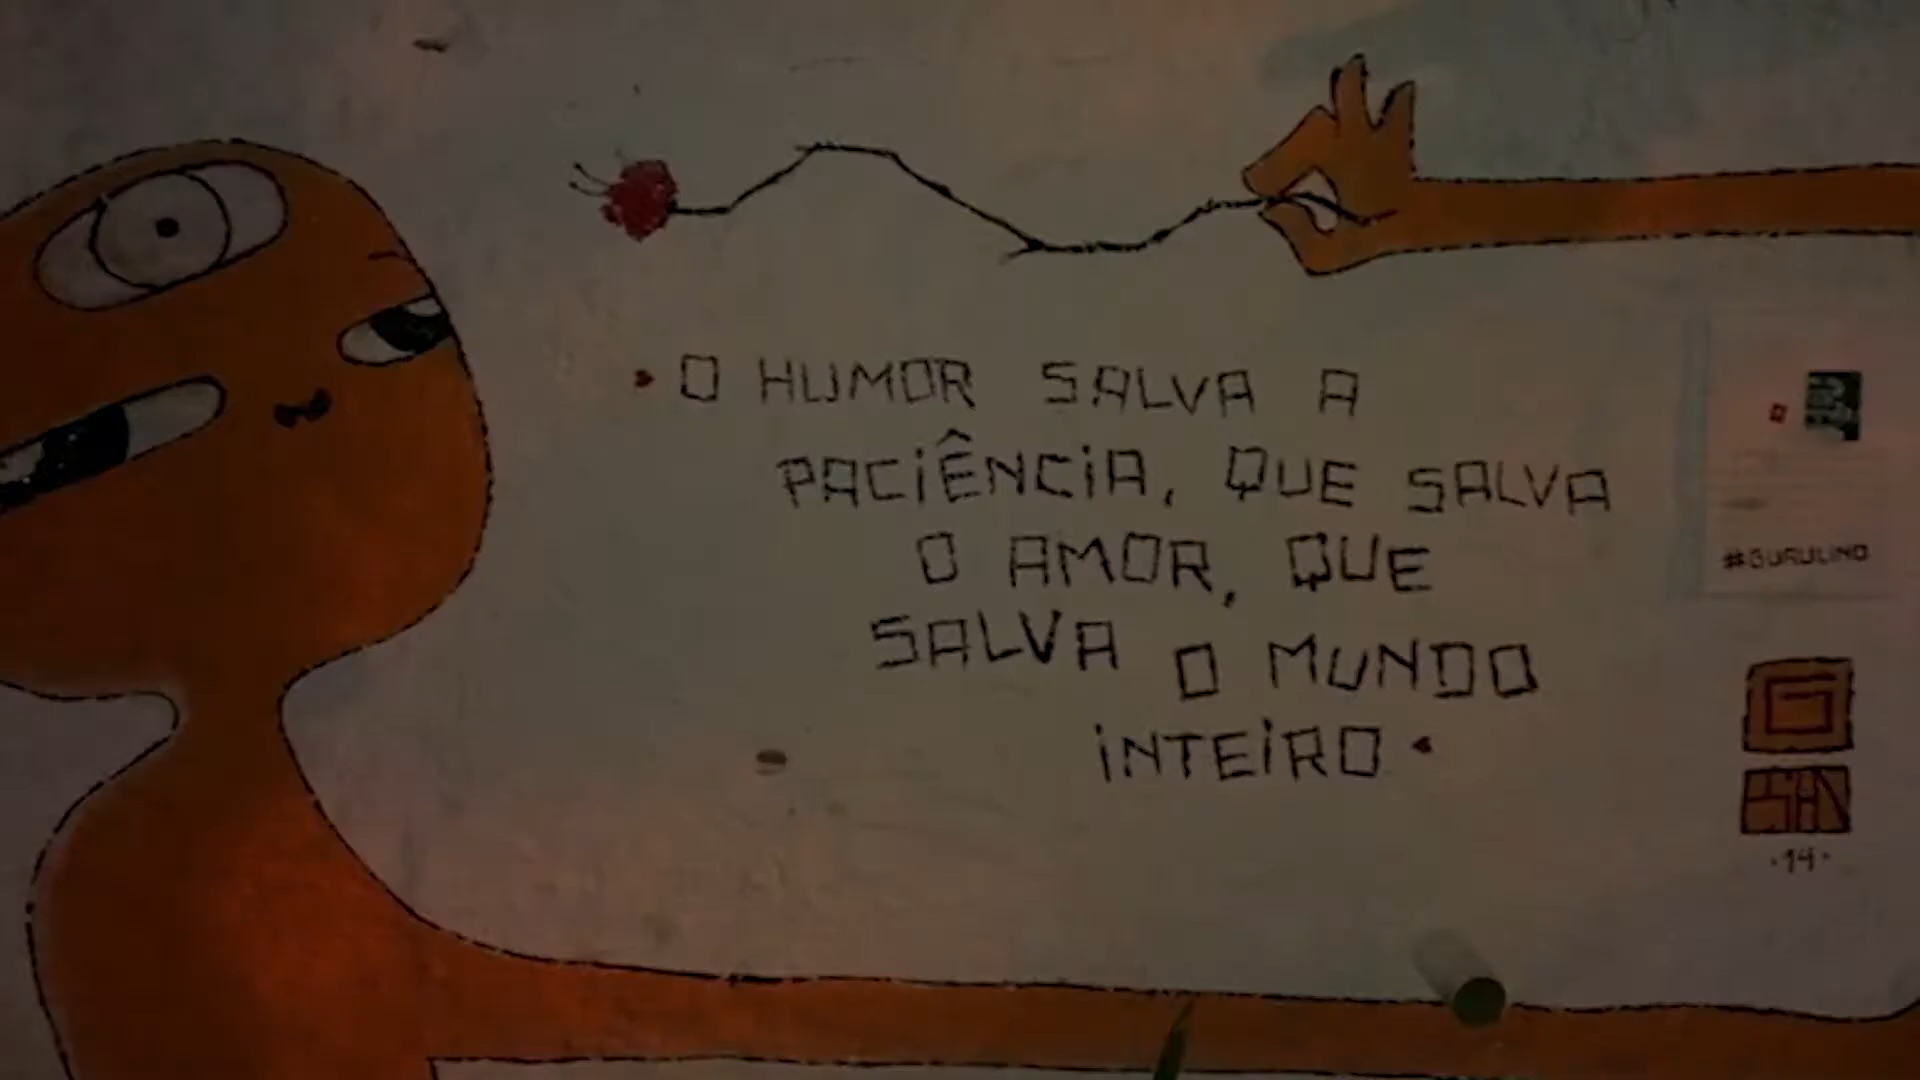 O HUMOR SALVA A
PACIÊNCIA, QUE SALVA
O AMOR, QUE
SALVA O MUNDO
INTEIRO
#GURULINO
·14·